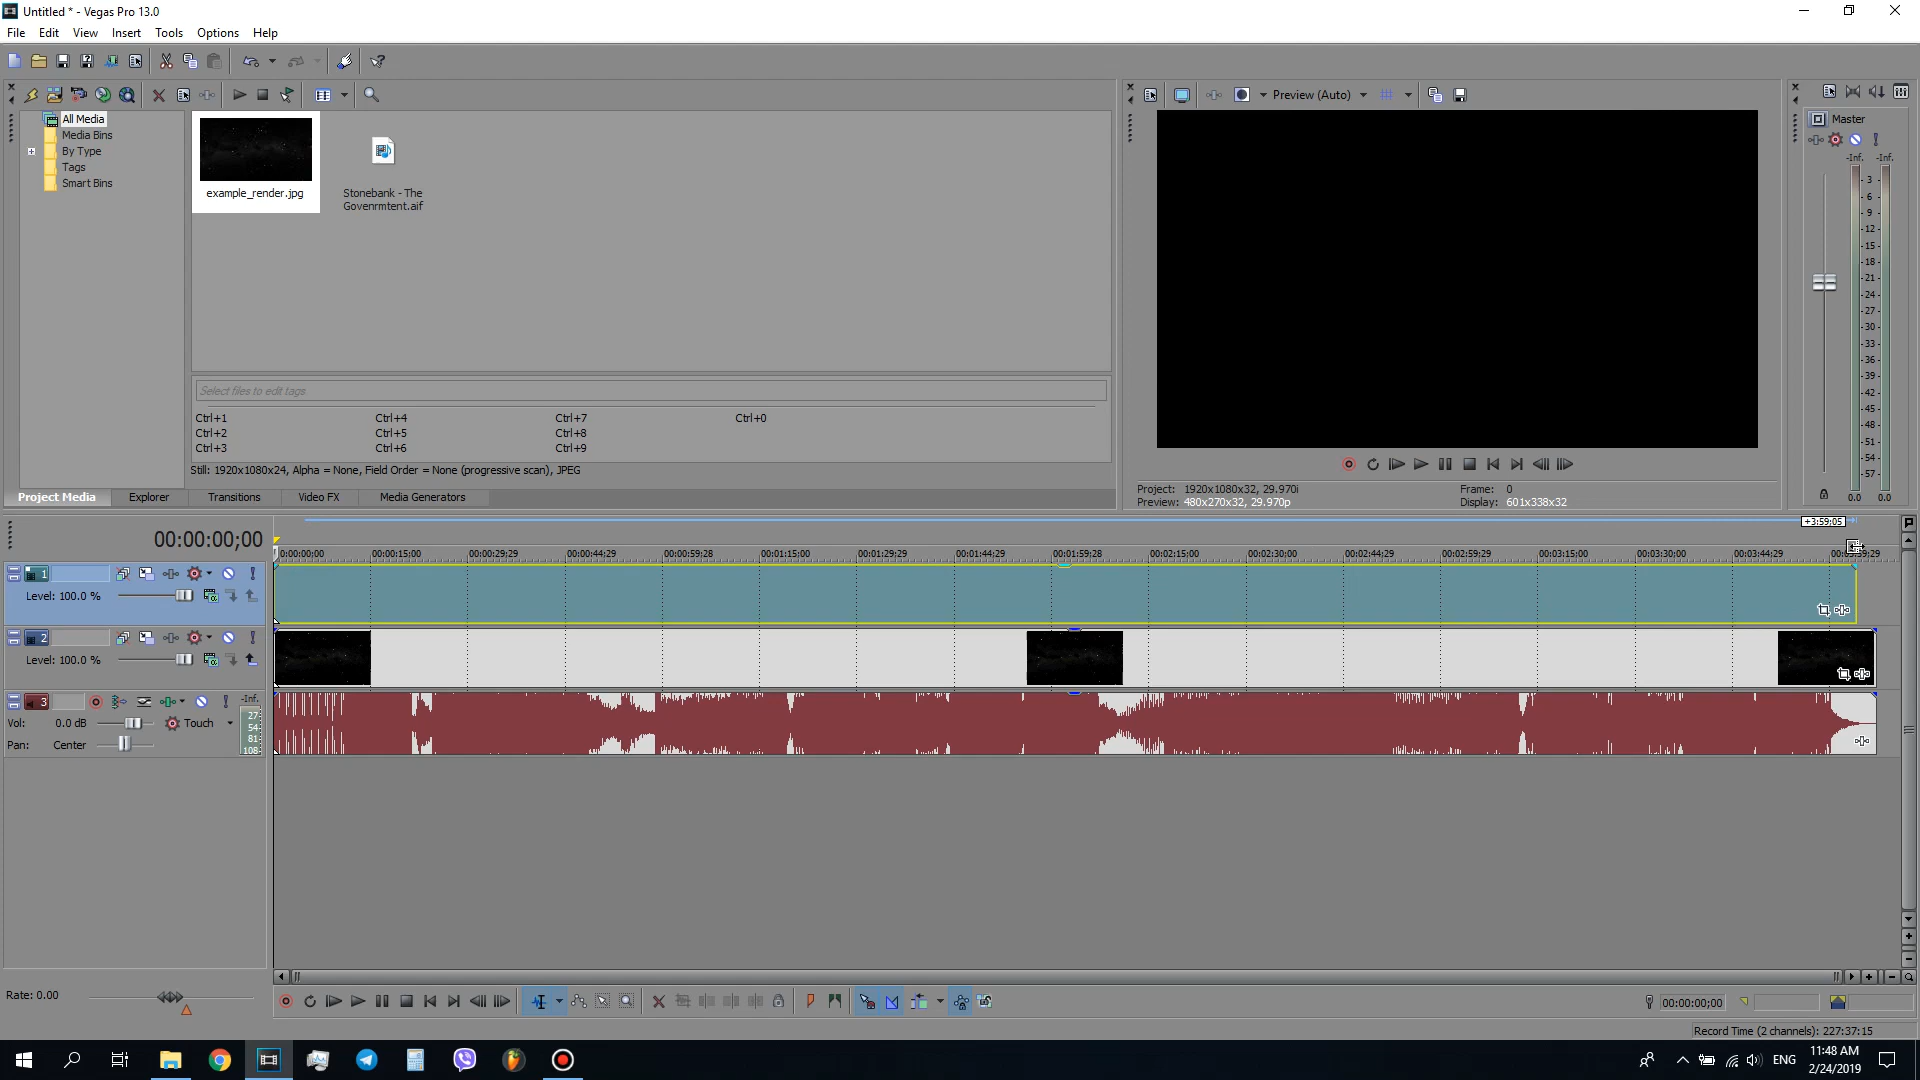 Untitled * - Vegas Pro 13.0
File Edit View Insert Tools Options Help
All Media
Media Bins
By Type
Tags
Smart Bins
example_render.jpg
Stonebank - The
Govenrmtent.aif
Select files to edit tags
Ctrl+1 Ctrl+4 Ctrl+7 Ctrl+0
Ctrl+2 Ctrl+5 Ctrl+8
Ctrl+3 Ctrl+6 Ctrl+9
Still: 1920x1080x24, Alpha = None, Field Order = None (progressive scan), JPEG
Project Media Explorer Transitions Video FX Media Generators
Preview (Auto)
Project: 1920x1080x32, 29.970i Frame: 0
Preview: 480x270x32, 29.970p Display: 601x338x32
Master
-Inf. -Inf.
- 3 -
- 6 -
- 9 -
-12-
-15-
-18-
-21-
-24-
-27-
-30-
-33-
-36-
-39-
-42-
-45-
-48-
-51-
-54-
-57-
0.0 0.0
+3:59;05
00:00:00;00
0:00:00;00 00:00:15;00 00:00:29;29 00:00:44;29 00:00:59;28 00:01:15;00 00:01:29;29 00:01:44;29 00:01:59;28 00:02:15;00 00:02:30;00 00:02:44;29 00:02:59;29 00:03:15;00 00:03:30;00 00:03:44;29
1
Level: 100.0 %
2
Level: 100.0 %
3 -Inf.
Vol: 0.0 dB Touch
Pan: Center
27-
54-
81-
108-
Rate: 0.00
00:00:00;00
Record Time (2 channels): 227:37:15
ENG
11:48 AM
2/24/2019